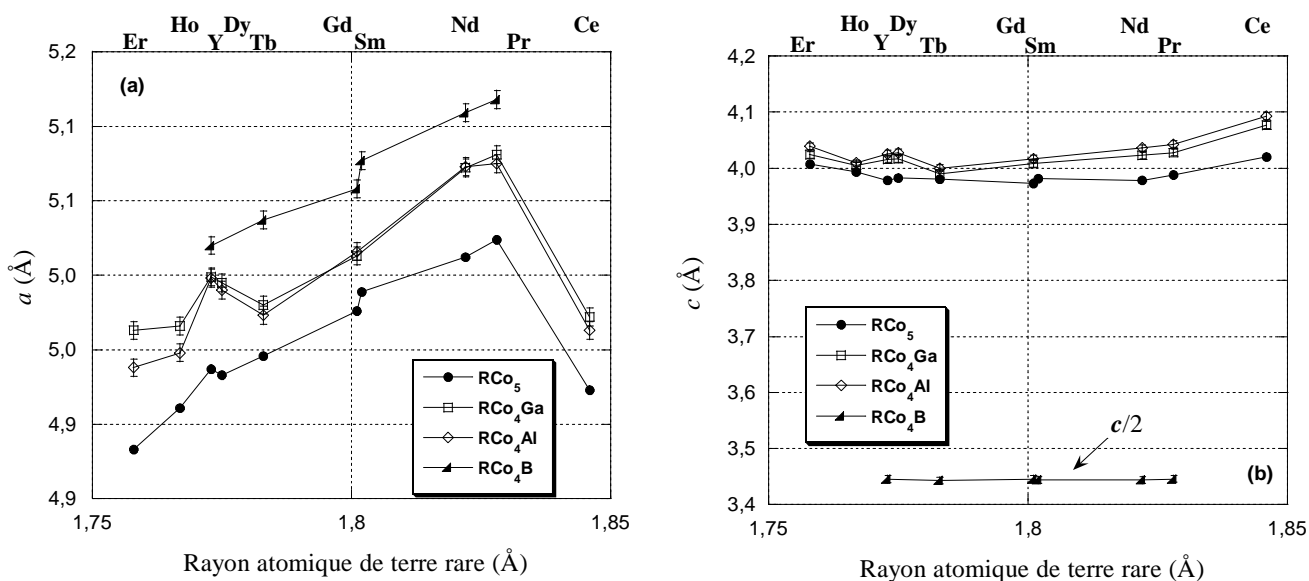 Er Ho Y Dy Tb Gd Sm Nd Pr Ce
(a)
5,2
5,1
5,1
5,0
5,0
4,9
4,9
a (Å)
RCo5
RCo4Ga
RCo4Al
RCo4B
1,75 1,8 1,85
Rayon atomique de terre rare (Å)
Er Ho Y Dy Tb Gd Sm Nd Pr Ce
4,2
4,1
4,0
3,9
3,8
3,7
3,6
3,5
3,4
c (Å)
RCo5
RCo4Ga
RCo4Al
RCo4B
c/2
(b)
1,75 1,8 1,85
Rayon atomique de terre rare (Å)